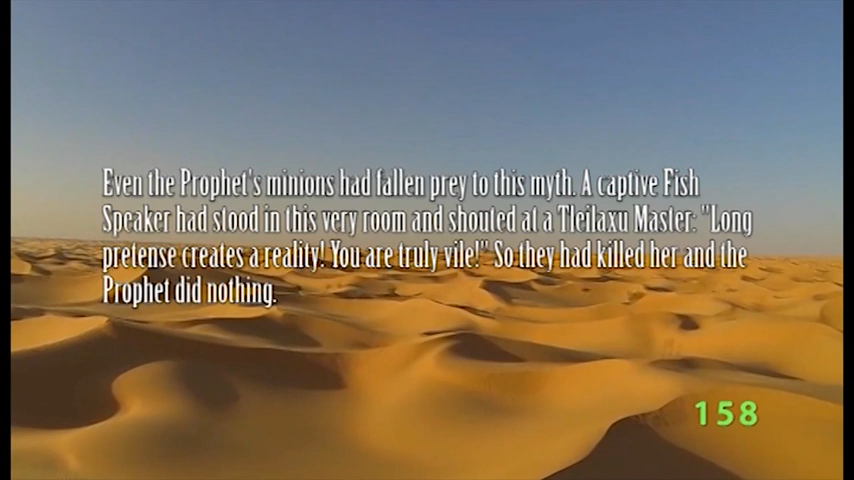 Even the Prophet's minions had fallen prey to this myth. A captive Fish
Speaker had stood in this very room and shouted at a Tleilaxu Master: "Long
pretense creates a reality! You are truly vile!" So they had killed her and the
Prophet did nothing.
158